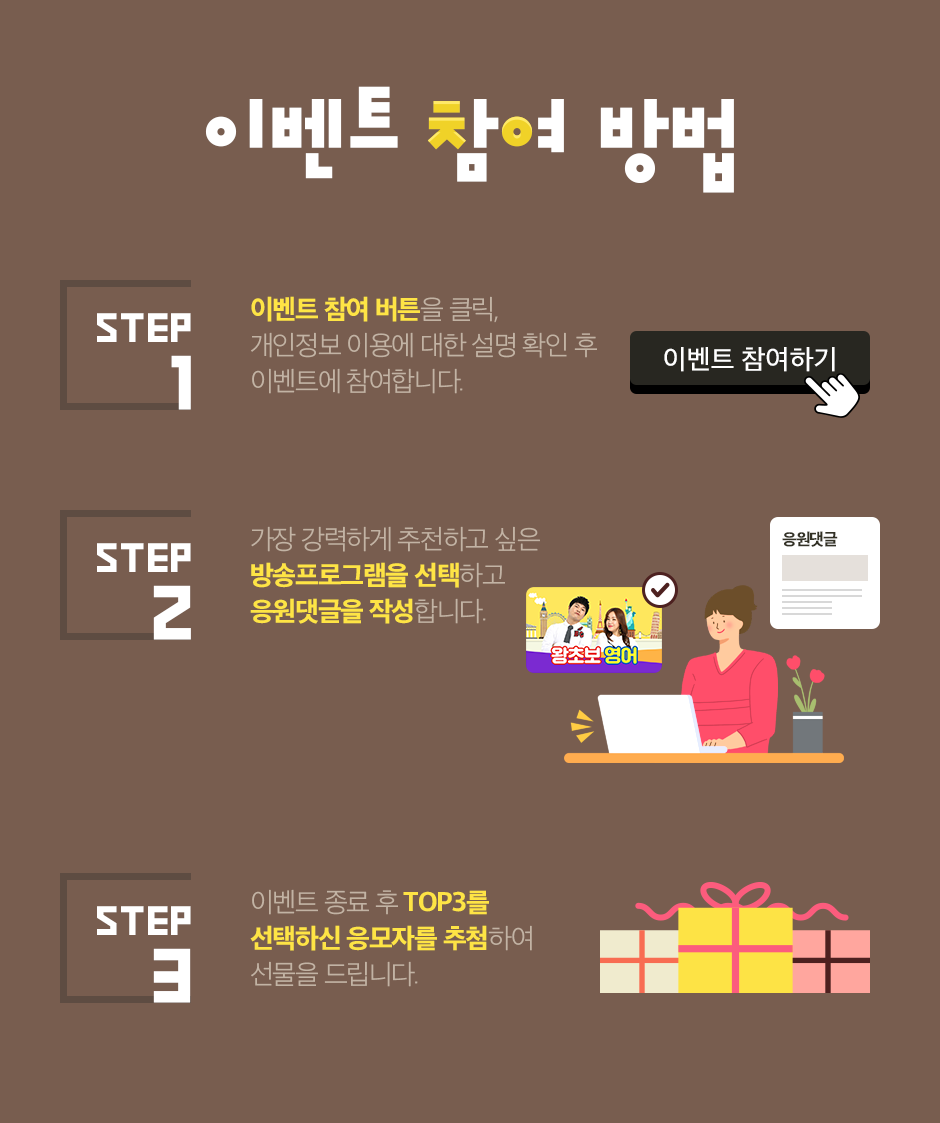 이벤트 참여 방법
STEP
1
이벤트 참여 버튼을 클릭,
개인정보 이용에 대한 설명 확인 후
이벤트에 참여합니다.
이벤트 참여하기
STEP
2
가장 강력하게 추천하고 싶은
방송프로그램을 선택하고
응원댓글을 작성합니다.
왕초보 영어
응원댓글
STEP
3
이벤트 종료 후 TOP3를
선택하신 응모자를 추첨하여
선물을 드립니다.